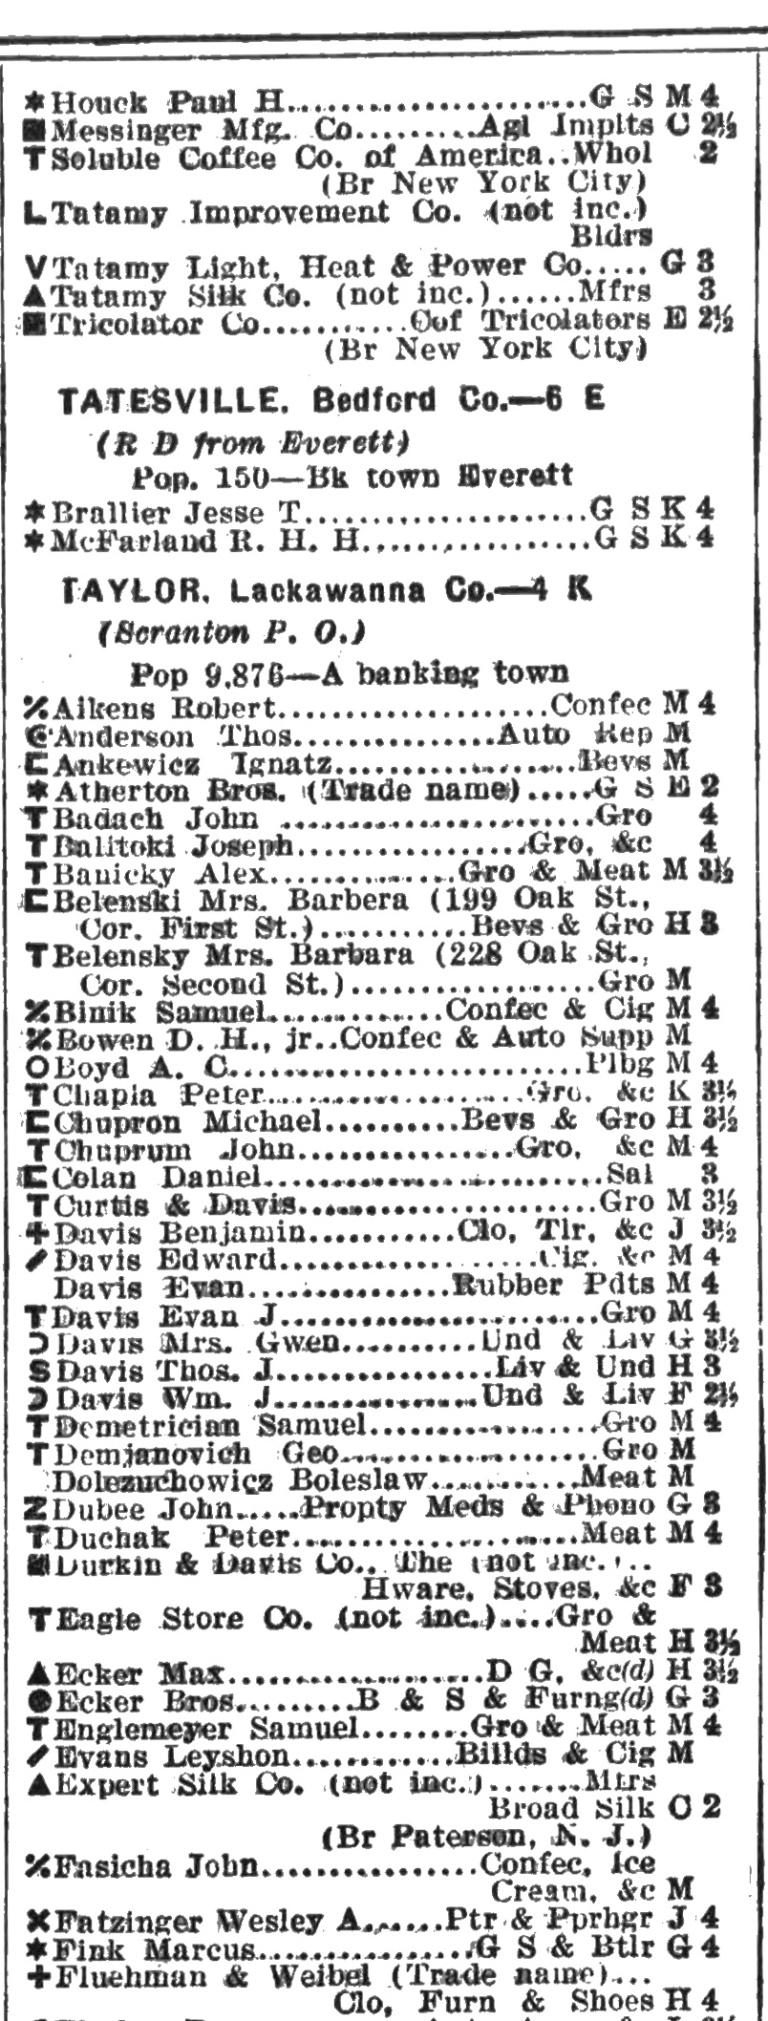 ✶Houck Paul H......................G S M 4
Messinger Mfg. Co.........Agl Implts C 2½
T Soluble Coffee Co. of America..Whol 2
(Br New York City)
L Tatamy Improvement Co. (not inc.)
Bldrs
V Tatamy Light, Heat & Power Co..... G 3
▲Tatamy Silk Co. (not inc.)......Mfrs 3
Tricolator Co...........Cof Tricolators E 2½
(Br New York City)
TATESVILLE. Bedford Co.—6 E
(R D from Everett)
Pop. 150—Bk town Everett
✶Brallier Jesse T....................G S K 4
✶McFarland R. H. H................G S K 4
TAYLOR. Lackawanna Co.—4 K
(Scranton P. O.)
Pop 9,876—A banking town
⁒Aikens Robert...................Confec M 4
Anderson Thos...............Auto Rep M
⊏Ankewicz Ignatz.................Bevs M
✶Atherton Bros. (Trade name).....G S E 2
T Badach John ......................Gro 4
T Balitoki Joseph.................Gro, &c 4
T Banicky Alex..............Gro & Meat M 3½
⊏Belenski Mrs. Barbera (199 Oak St.,
Cor. First St.)...........Bevs & Gro H 3
T Belensky Mrs. Barbara (228 Oak St.,
Cor. Second St.)..................Gro M
⁒Binik Samuel.............Confec & Cig M 4
⁒Bowen D. H., jr..Confec & Auto Supp M
O Boyd A. C.........................Plbg M 4
T Chapla Peter...................Gro, &c K 3½
⊏Chupron Michael..........Bevs & Gro H 3½
T Chuprum John................Gro, &c M 4
⊏Colan Daniel........................Sal 3
T Curtis & Davis......................Gro M 3½
+Davis Benjamin...........Clo, Tlr, &c J 3½
/Davis Edward..................Cig, &c M 4
Davis Evan...............Rubber Pdts M 4
T Davis Evan J.......................Gro M 4
Ɔ Davis Mrs. Gwen..........Und & Liv G 3½
S Davis Thos. J................Liv & Und H 3
Ɔ Davis Wm. J................Und & Liv F 2½
T Demetrician Samuel................Gro M 4
T Demjanovich Geo..................Gro M
Dolezuchowicz Boleslaw...........Meat M
Z Dubee John.....Propty Meds & Phono G 3
T Duchak Peter....................Meat M 4
Durkin & Davis Co., The (not inc.)...
Hware, Stoves, &c F 3
T Eagle Store Co. (not inc.)....Gro &
Meat H 3½
▲Ecker Max...................D G, &c(d) H 3½
●Ecker Bros.........B & S & Furng(d) G 3
T Englemeyer Samuel.......Gro & Meat M 4
/Evans Leyshon............Billds & Cig M
▲Expert Silk Co. (not inc.).......Mfrs
Broad Silk C 2
(Br Paterson, N. J.)
⁒Fasicha John................Confec, Ice
Cream, &c M
✕Fatzinger Wesley A......Ptr & Pprhgr J 4
✶Fink Marcus.................G S & Btlr G 4
+Fluehman & Weibel (Trade name)....
Clo, Furn & Shoes H 4